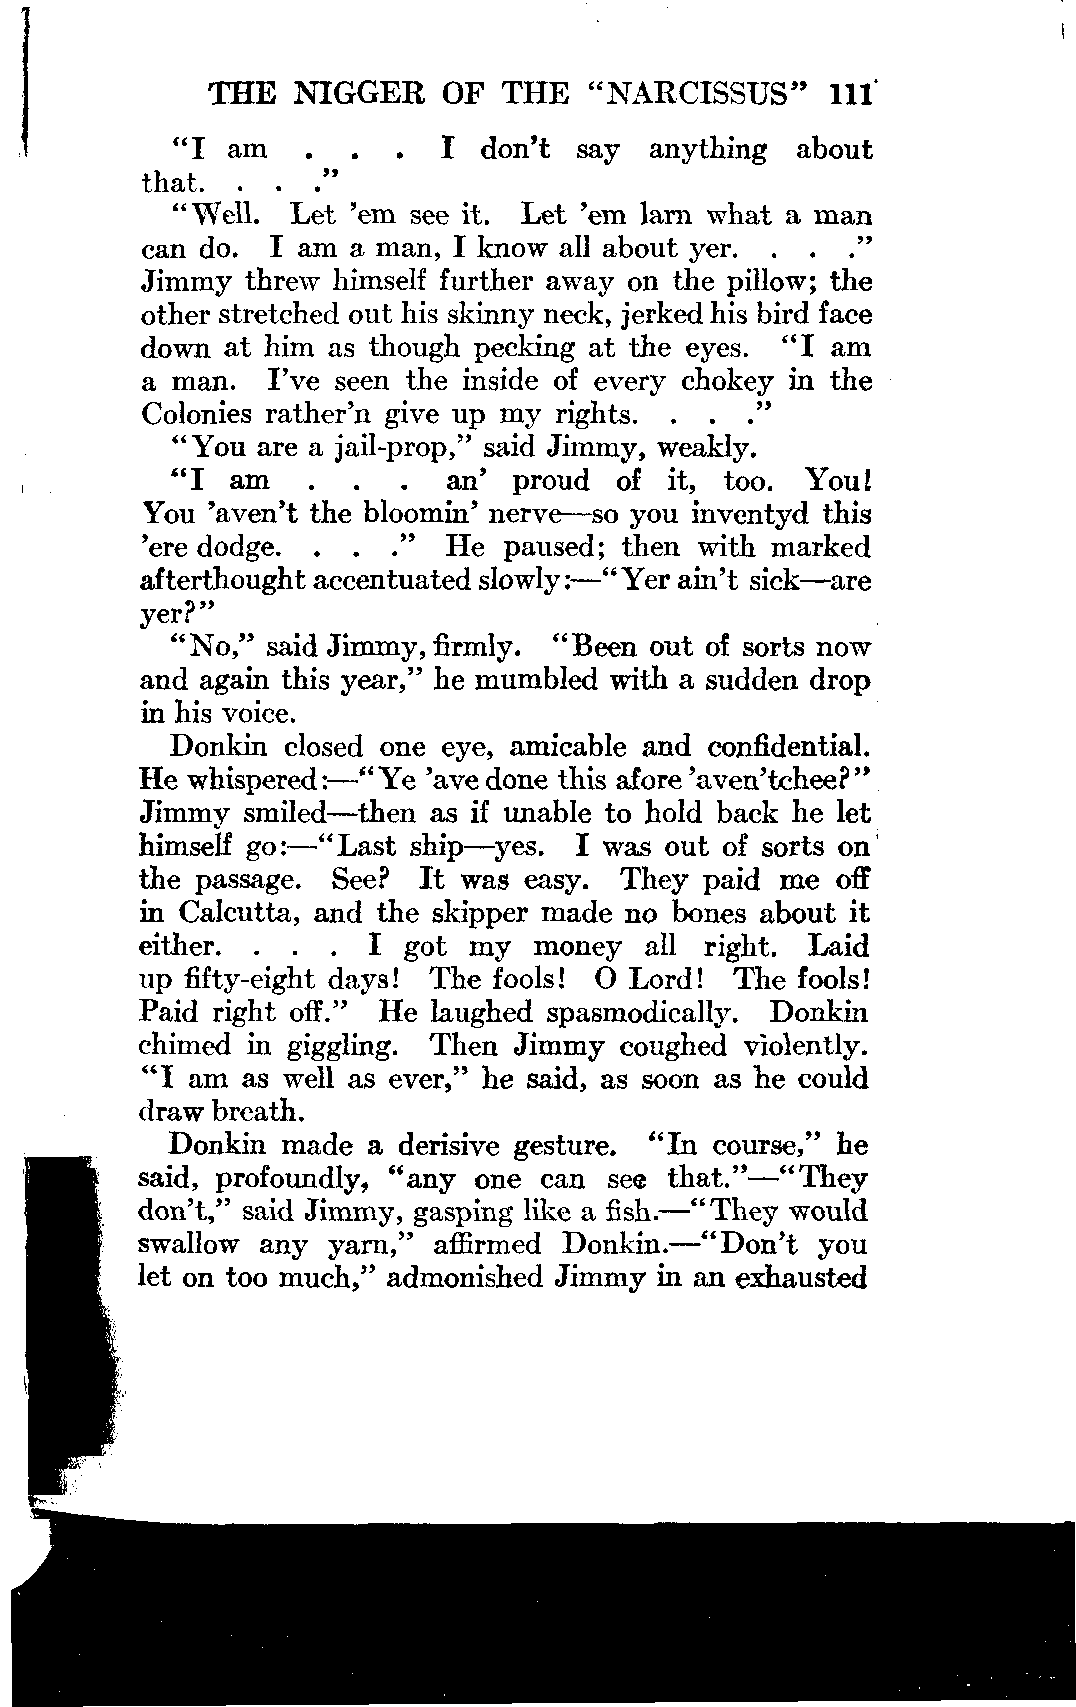 THE NIGGER OF THE "NARCISSUS" 111
"I am . . . I don't say anything about
that. . . ."
"Well. Let 'em see it. Let 'em larn what a man
can do. I am a man, I know all about yer. . . ."
Jimmy threw himself further away on the pillow; the
other stretched out his skinny neck, jerked his bird face
down at him as though pecking at the eyes. "I am
a man. I've seen the inside of every chokey in the
Colonies rather'n give up my rights. . . ."
"You are a jail-prop," said Jimmy, weakly.
"I am . . . an' proud of it, too. You!
You 'aven't the bloomin' nerve—so you inventyd this
'ere dodge. . . ." He paused; then with marked
afterthought accentuated slowly:—"Yer ain't sick—are
yer?"
"No," said Jimmy, firmly. "Been out of sorts now
and again this year," he mumbled with a sudden drop
in his voice.
Donkin closed one eye, amicable and confidential.
He whispered:—"Ye 'ave done this afore 'aven'tchee?"
Jimmy smiled—then as if unable to hold back he let
himself go:—"Last ship—yes. I was out of sorts on
the passage. See? It was easy. They paid me off
in Calcutta, and the skipper made no bones about it
either. . . . I got my money all right. Laid
up fifty-eight days! The fools! O Lord! The fools!
Paid right off." He laughed spasmodically. Donkin
chimed in giggling. Then Jimmy coughed violently.
"I am as well as ever," he said, as soon as he could
draw breath.
Donkin made a derisive gesture. "In course," he
said, profoundly, "any one can see that."—"They
don't," said Jimmy, gasping like a fish.—"They would
swallow any yarn," affirmed Donkin.—"Don't you
let on too much," admonished Jimmy in an exhausted